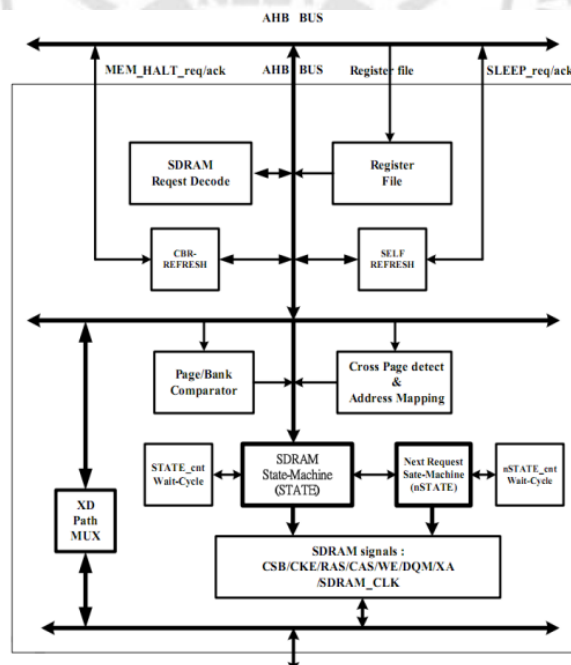 AHB BUS
MEM_HALT_req/ack
AHB BUS
Register file
SLEEP_req/ack
SDRAM
Reqest Decode
Register
File
CBR-
REFRESH
SELF
REFRESH
Page/Bank
Comparator
Cross Page detect
&
Address Mapping
STATE_cnt
Wait-Cycle
SDRAM
State-Machine
(STATE)
Next Request
Sate-Machine
(nSTATE)
nSTATE_cnt
Wait-Cycle
XD
Path
MUX
SDRAM signals :
CSB/CKE/RAS/CAS/WE/DQM/XA
/SDRAM_CLK